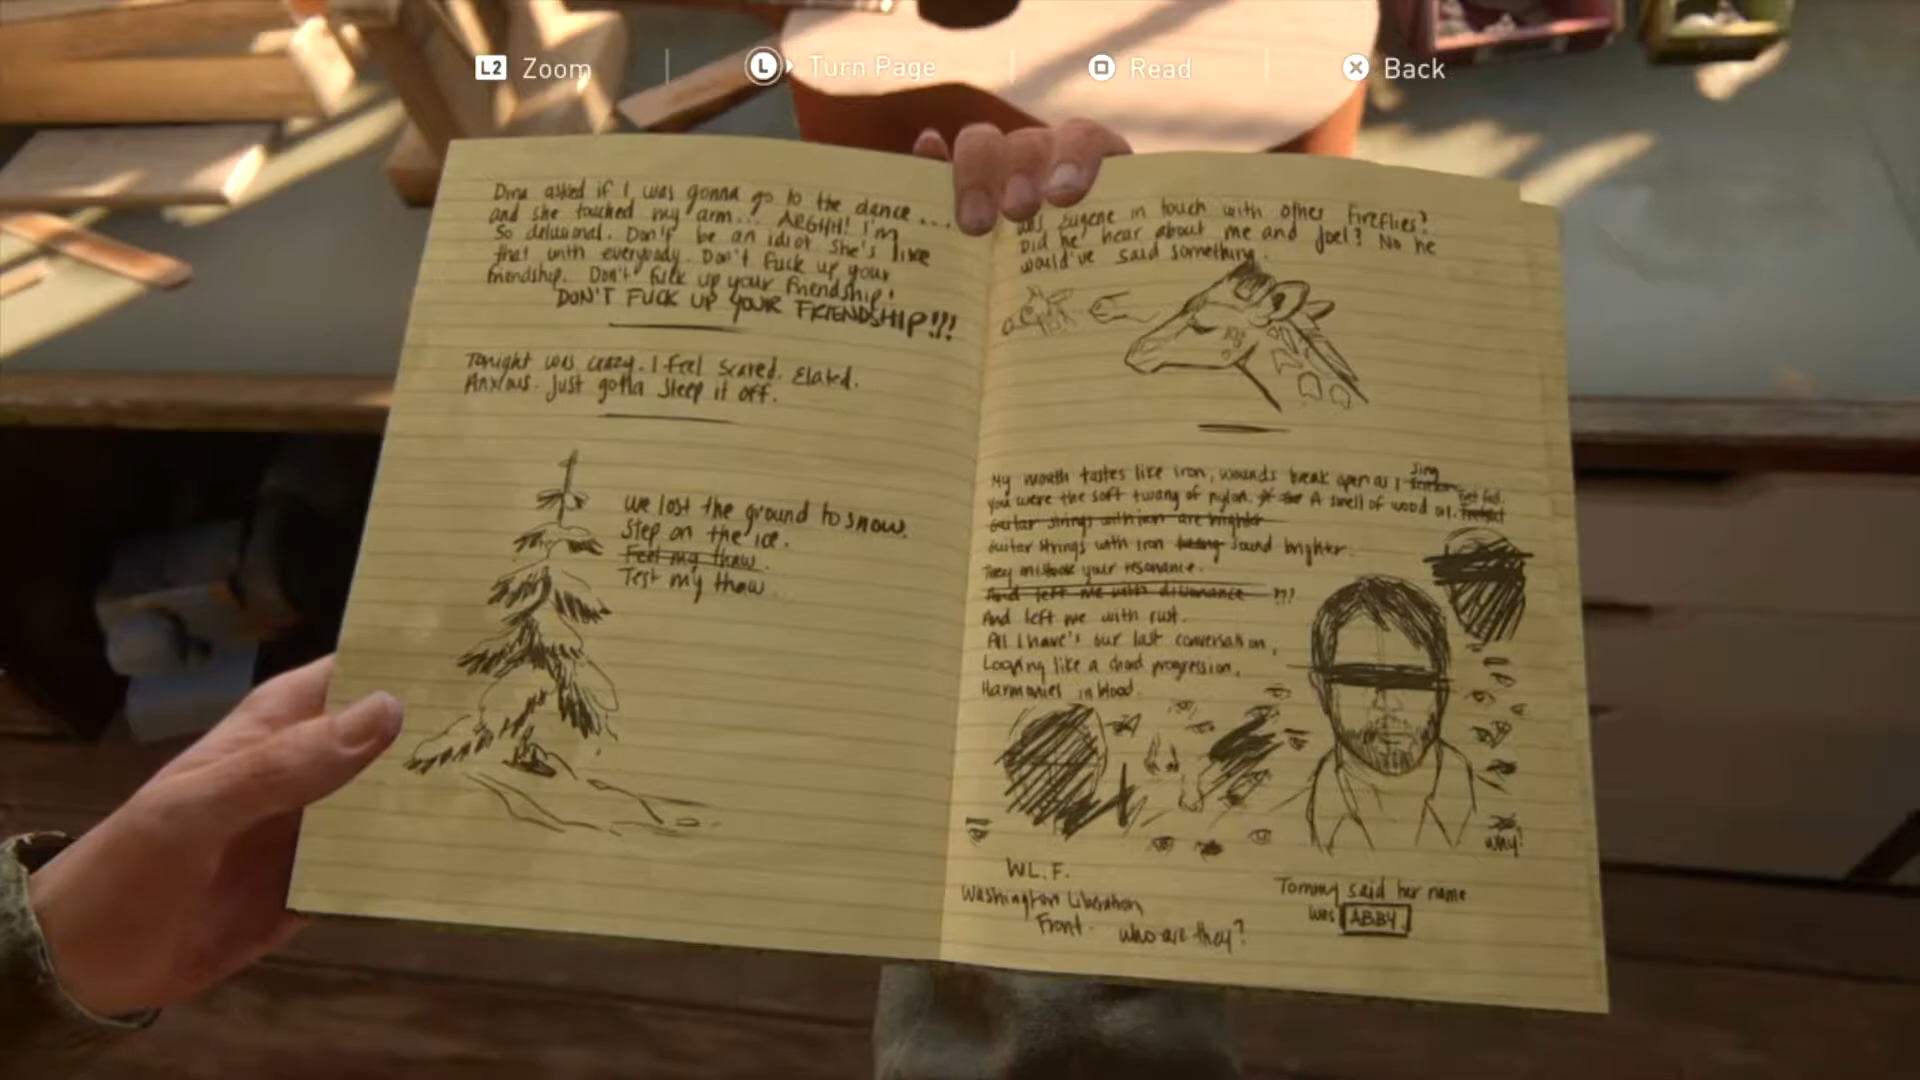 L2 Zoom
L Turn Page
Read
Back
Dina asked if I was gonna go to the dance...
and she touched my arm... ARGHH! I'm
so delusional. Don't be an idiot. She's like
that with everybody. Don't fuck up your
friendship. Don't fuck up your friendship!
DON'T FUCK UP YOUR FRIENDSHIP!!!
Tonight was crazy. I feel scared. Elated.
Anxious. Just gotta sleep it off.
We lost the ground to snow.
Step on the ice.
Feel my thaw.
Test my thaw.
Was Eugene in touch with other Fireflies?
Did he hear about me and Joel? No he
would've said something.
Sing
My mouth tastes like iron, wounds break open as I
You were the soft twang of nylon. A smell of wood oil.
Guitar strings with iron are brighter
Guitar strings with iron sound brighter.
They mistook your resonance.
And left me with dissonance ???
And left me with rust.
All I have's our last conversation,
Looping like a chord progression,
Harmonies in blood.
why?
W.L.F.
Washington Liberation
Front. who are they?
Tommy said her name
was ABBY.